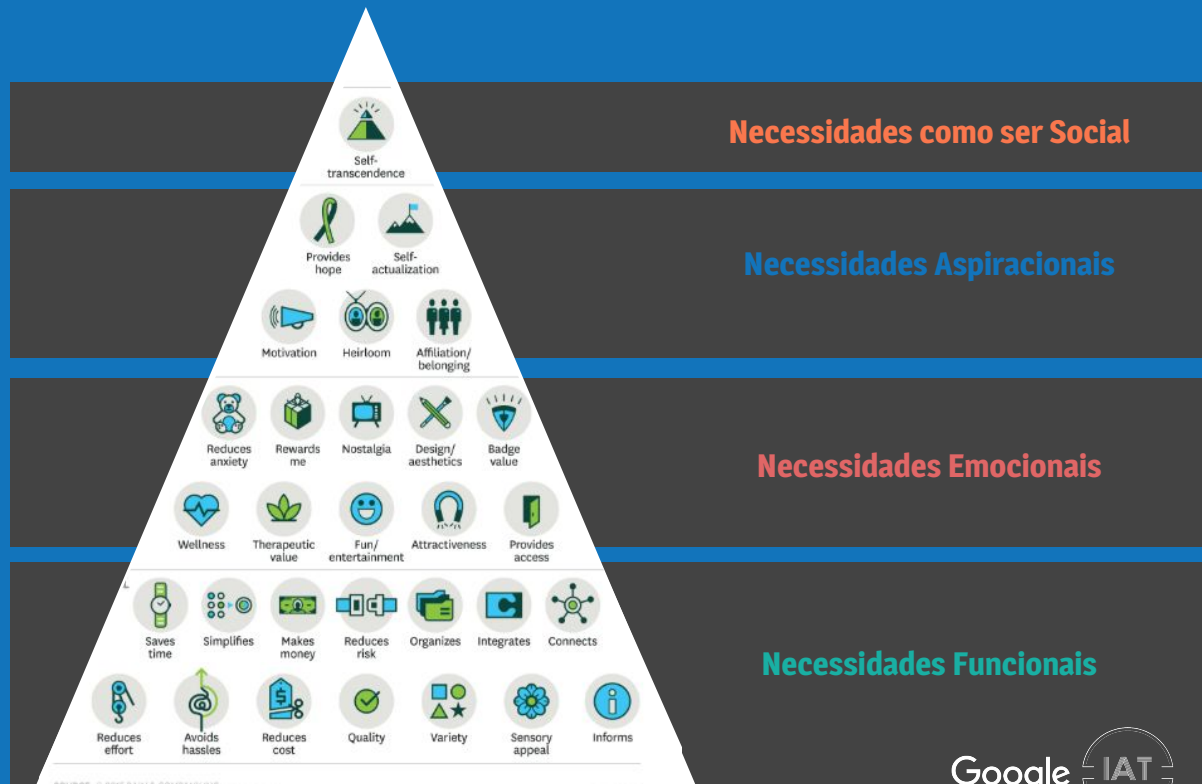 Necessidades como ser Social
Self-
transcendence
Necessidades Aspiracionais
Provides
hope
Self-
actualization
Motivation
Heirloom
Affiliation/
belonging
Necessidades Emocionais
Reduces
anxiety
Rewards
me
Nostalgia
Design/
aesthetics
Badge
value
Wellness
Therapeutic
value
Fun/
entertainment
Attractiveness
Provides
access
Necessidades Funcionais
Saves
time
Simplifies
Makes
money
Reduces
risk
Organizes
Integrates
Connects
Reduces
effort
Avoids
hassles
Reduces
cost
Quality
Variety
Sensory
appeal
Informs
Google
IAT